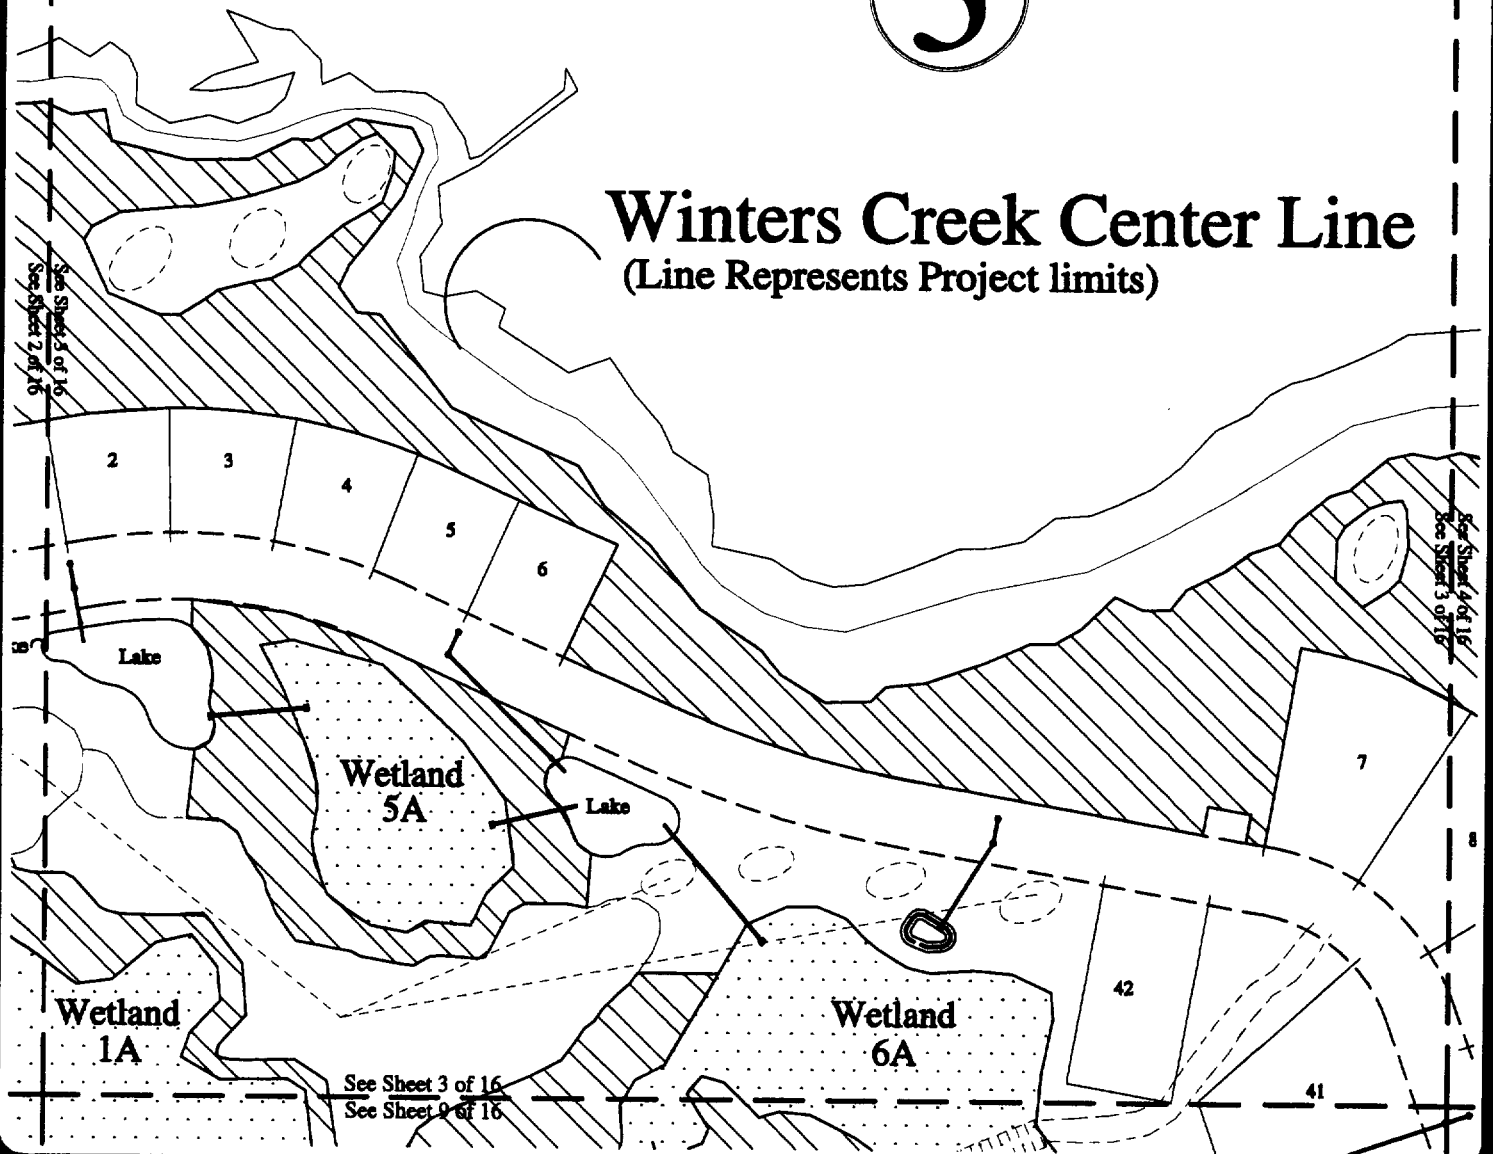 3
Winters Creek Center Line
(Line Represents Project limits)
See Sheet 5 of 16
See Sheet 2 of 16
2
3
4
5
6
See Sheet 4 of 16
See Sheet 3 of 16
Lake
7
Wetland
5A
Lake
8
42
Wetland
1A
Wetland
6A
See Sheet 3 of 16
See Sheet 9 of 16
41